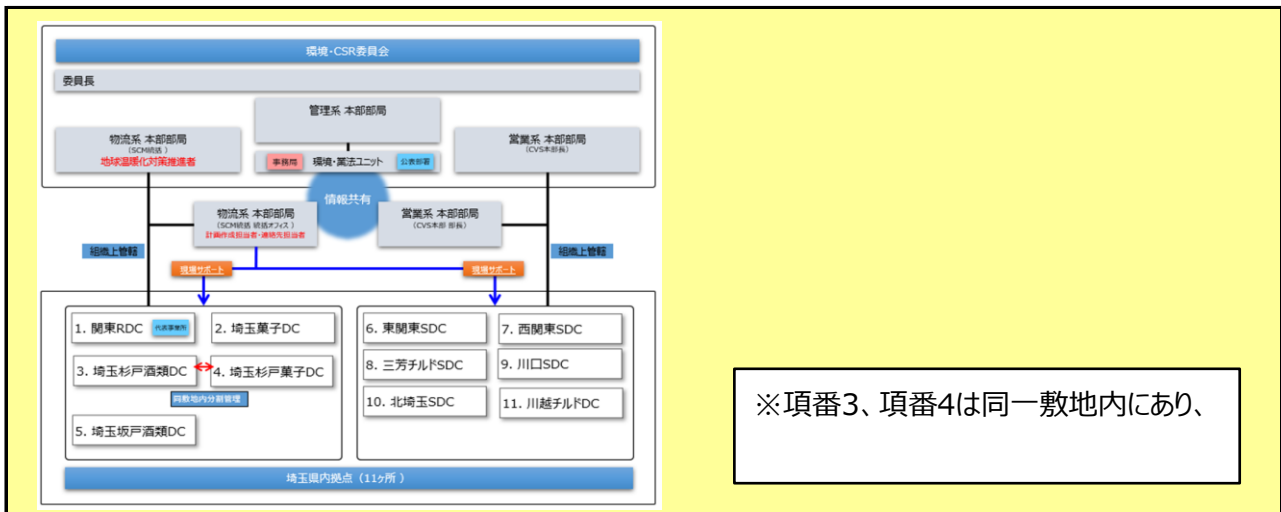 環境・CSR委員会
委員長
管理系 本部部局
物流系 本部部局
(SCM統括 )
地球温暖化対策推進者
営業系 本部部局
(CVS本部長)
事務局 環境・薬法ユニット 公表部署
情報共有
物流系 本部部局
(SCM統括 統括オフィス )
計画作成担当者・連絡先担当者
営業系 本部部局
(CVS本部 部長)
組織上管轄
組織上管轄
現場サポート
現場サポート
1. 関東RDC 代表事業所
2. 埼玉菓子DC
3. 埼玉杉戸酒類DC
4. 埼玉杉戸菓子DC
同敷地内分割管理
5. 埼玉坂戸酒類DC
6. 東関東SDC
7. 西関東SDC
8. 三芳チルドSDC
9. 川口SDC
10. 北埼玉SDC
11. 川越チルドDC
埼玉県内拠点（11ヶ所 ）
※項番3、項番4は同一敷地内にあり、